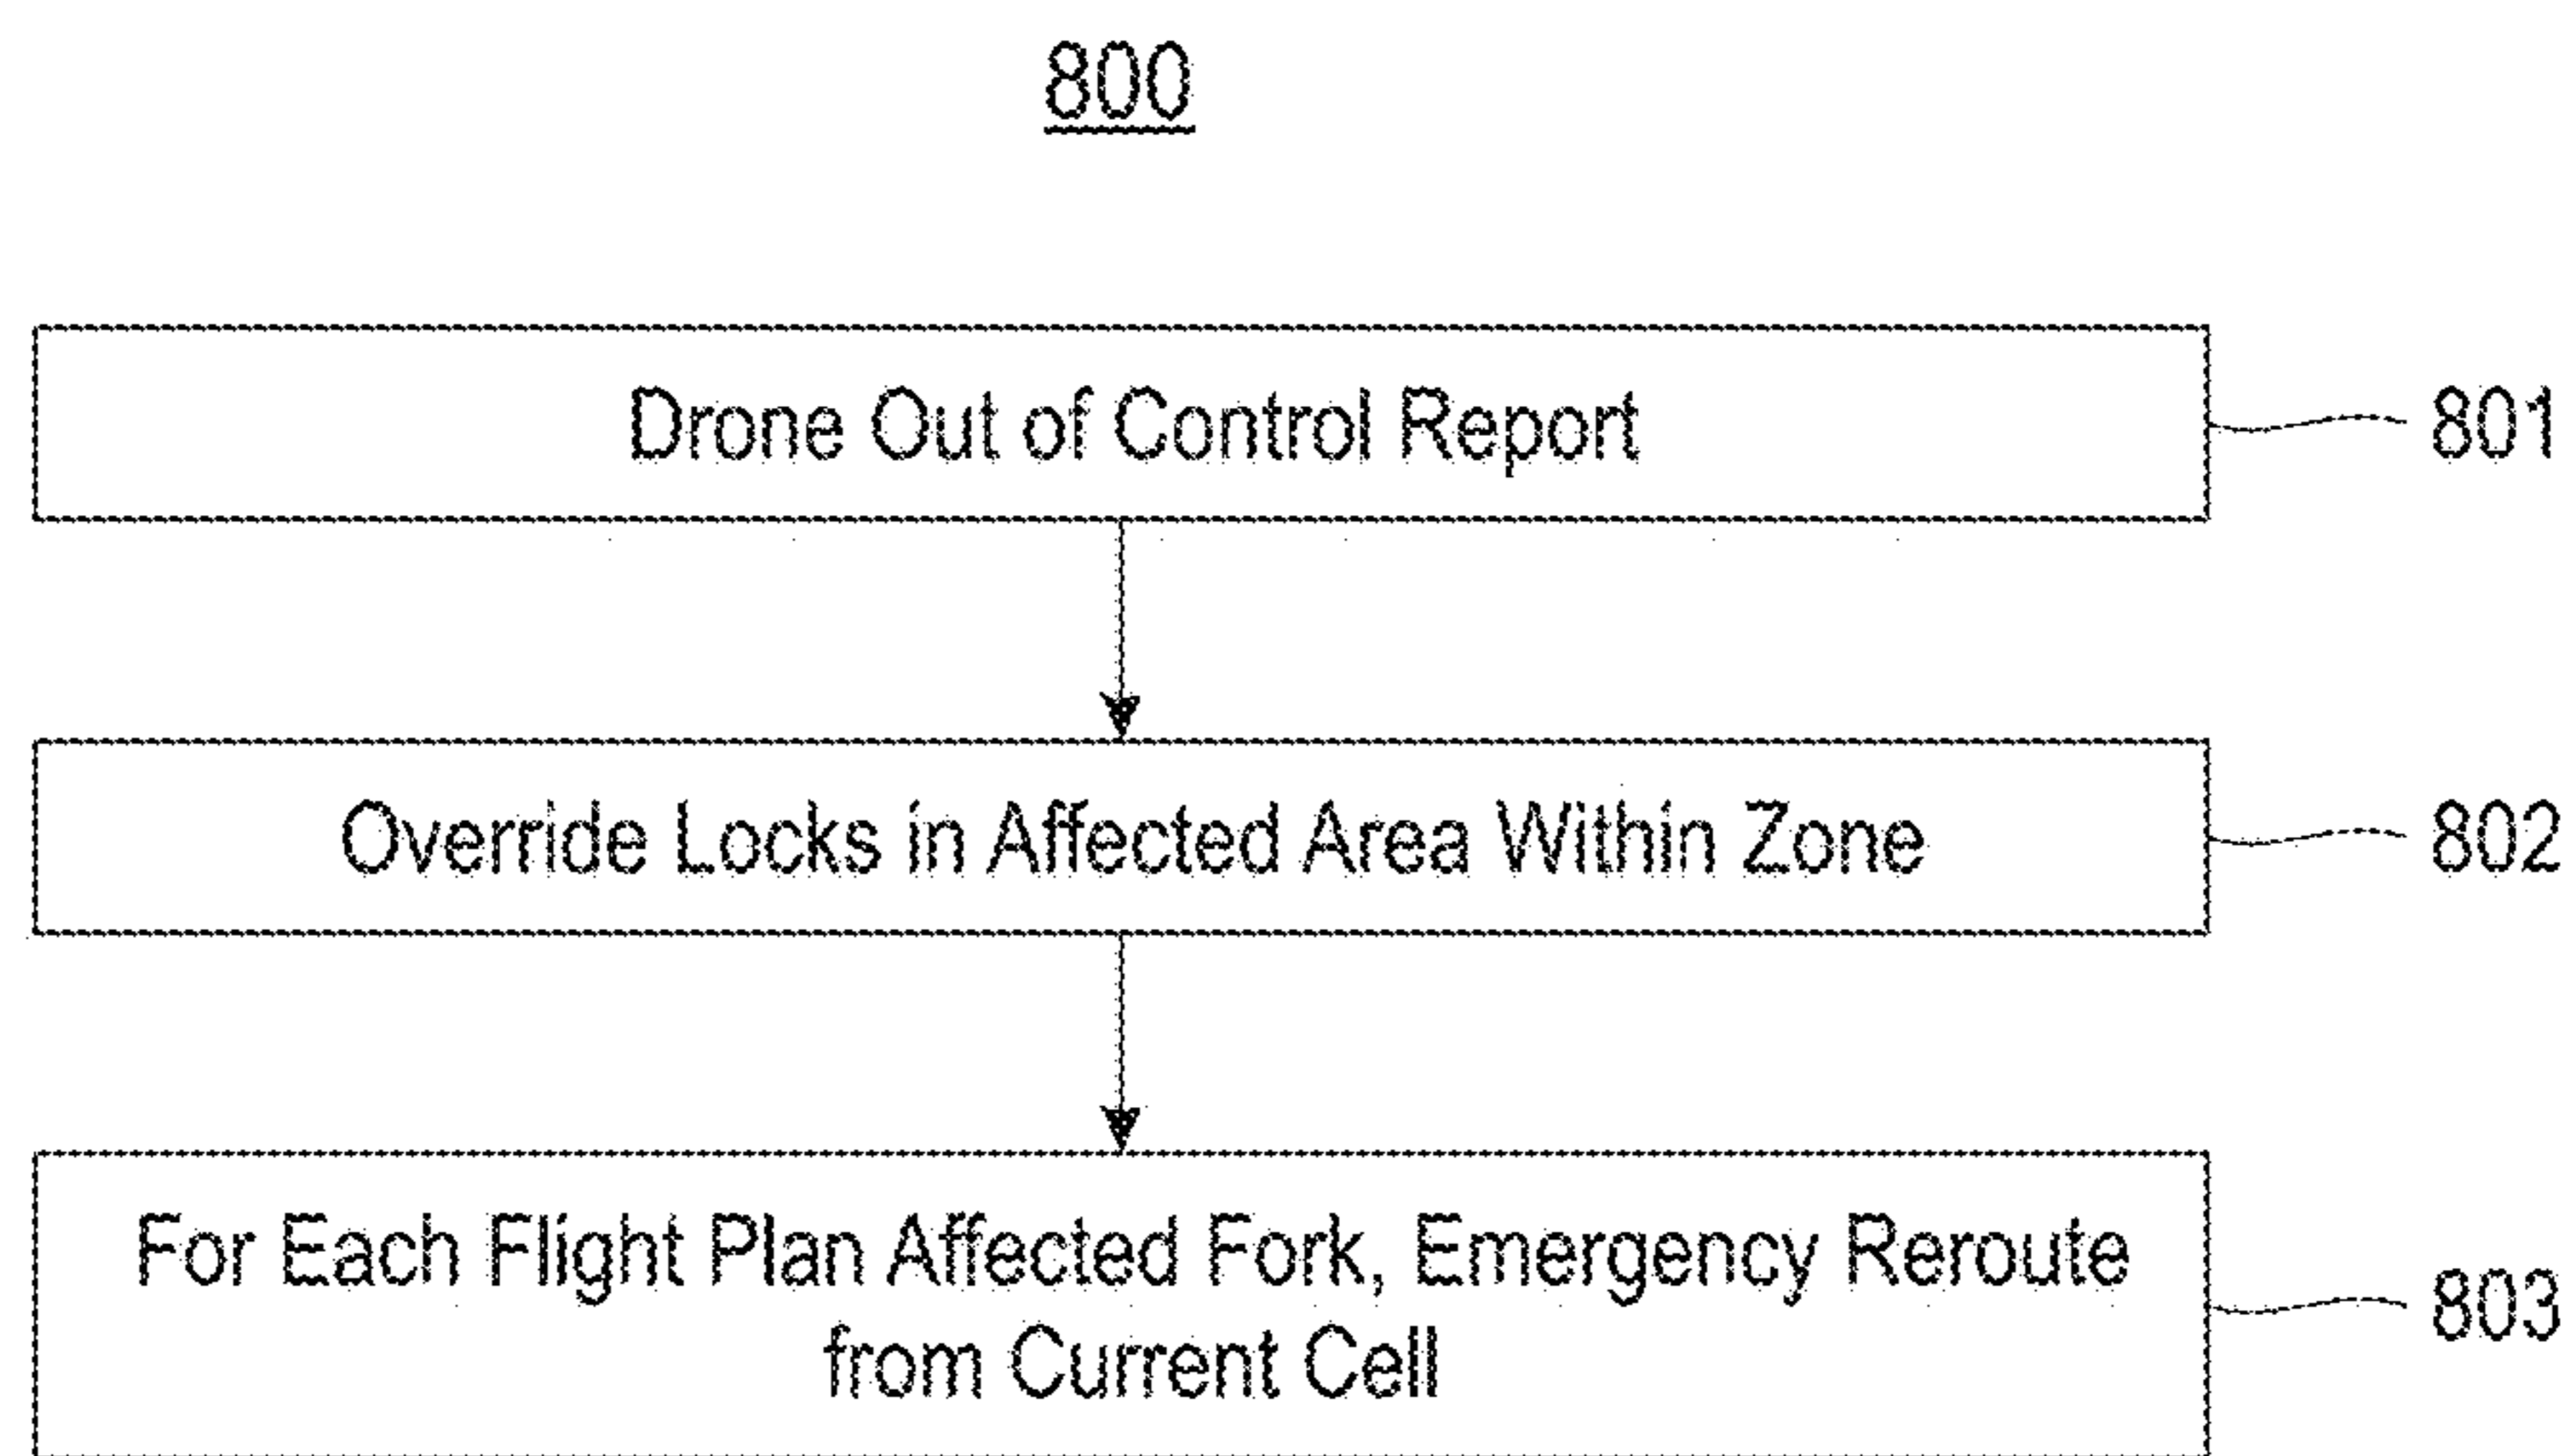 800
Drone Out of Control Report
801
Override Locks in Affected Area Within Zone
802
For Each Flight Plan Affected Fork, Emergency Reroute
from Current Cell
803